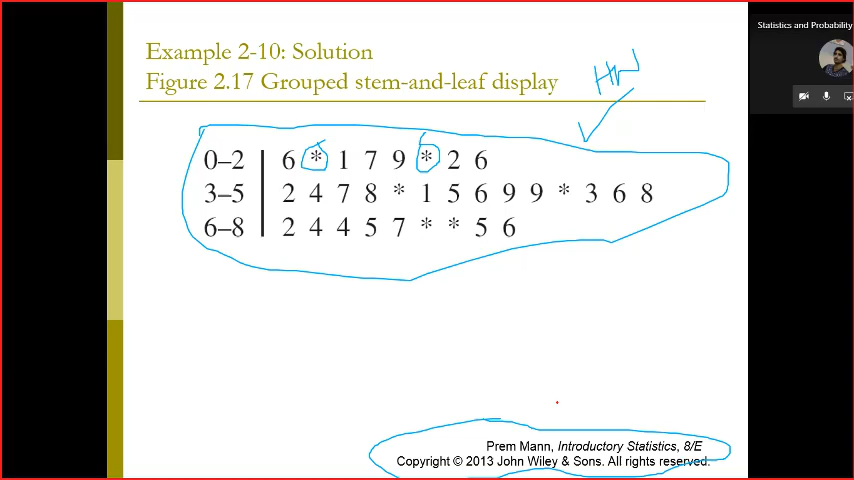 Statistics and Probability
Example 2-10: Solution
Figure 2.17 Grouped stem-and-leaf display
HW
0–2 | 6 * 1 7 9 * 2 6
3–5 | 2 4 7 8 * 1 5 6 9 9 * 3 6 8
6–8 | 2 4 4 5 7 * * 5 6
Prem Mann, Introductory Statistics, 8/E
Copyright © 2013 John Wiley & Sons. All rights reserved.